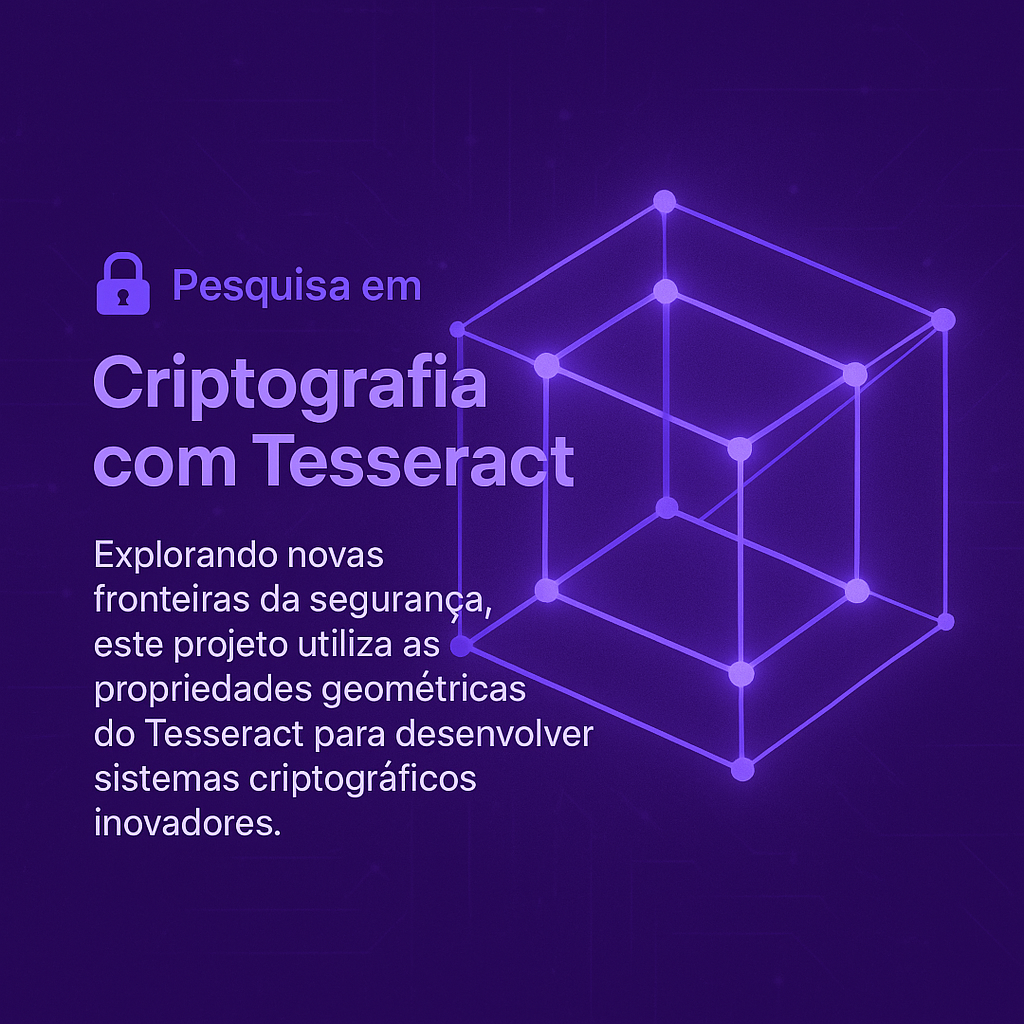 Pesquisa em
Criptografia
com Tesseract
Explorando novas
fronteiras da segurança,
este projeto utiliza as
propriedades geométricas
do Tesseract para desenvolver
sistemas criptográficos
inovadores.